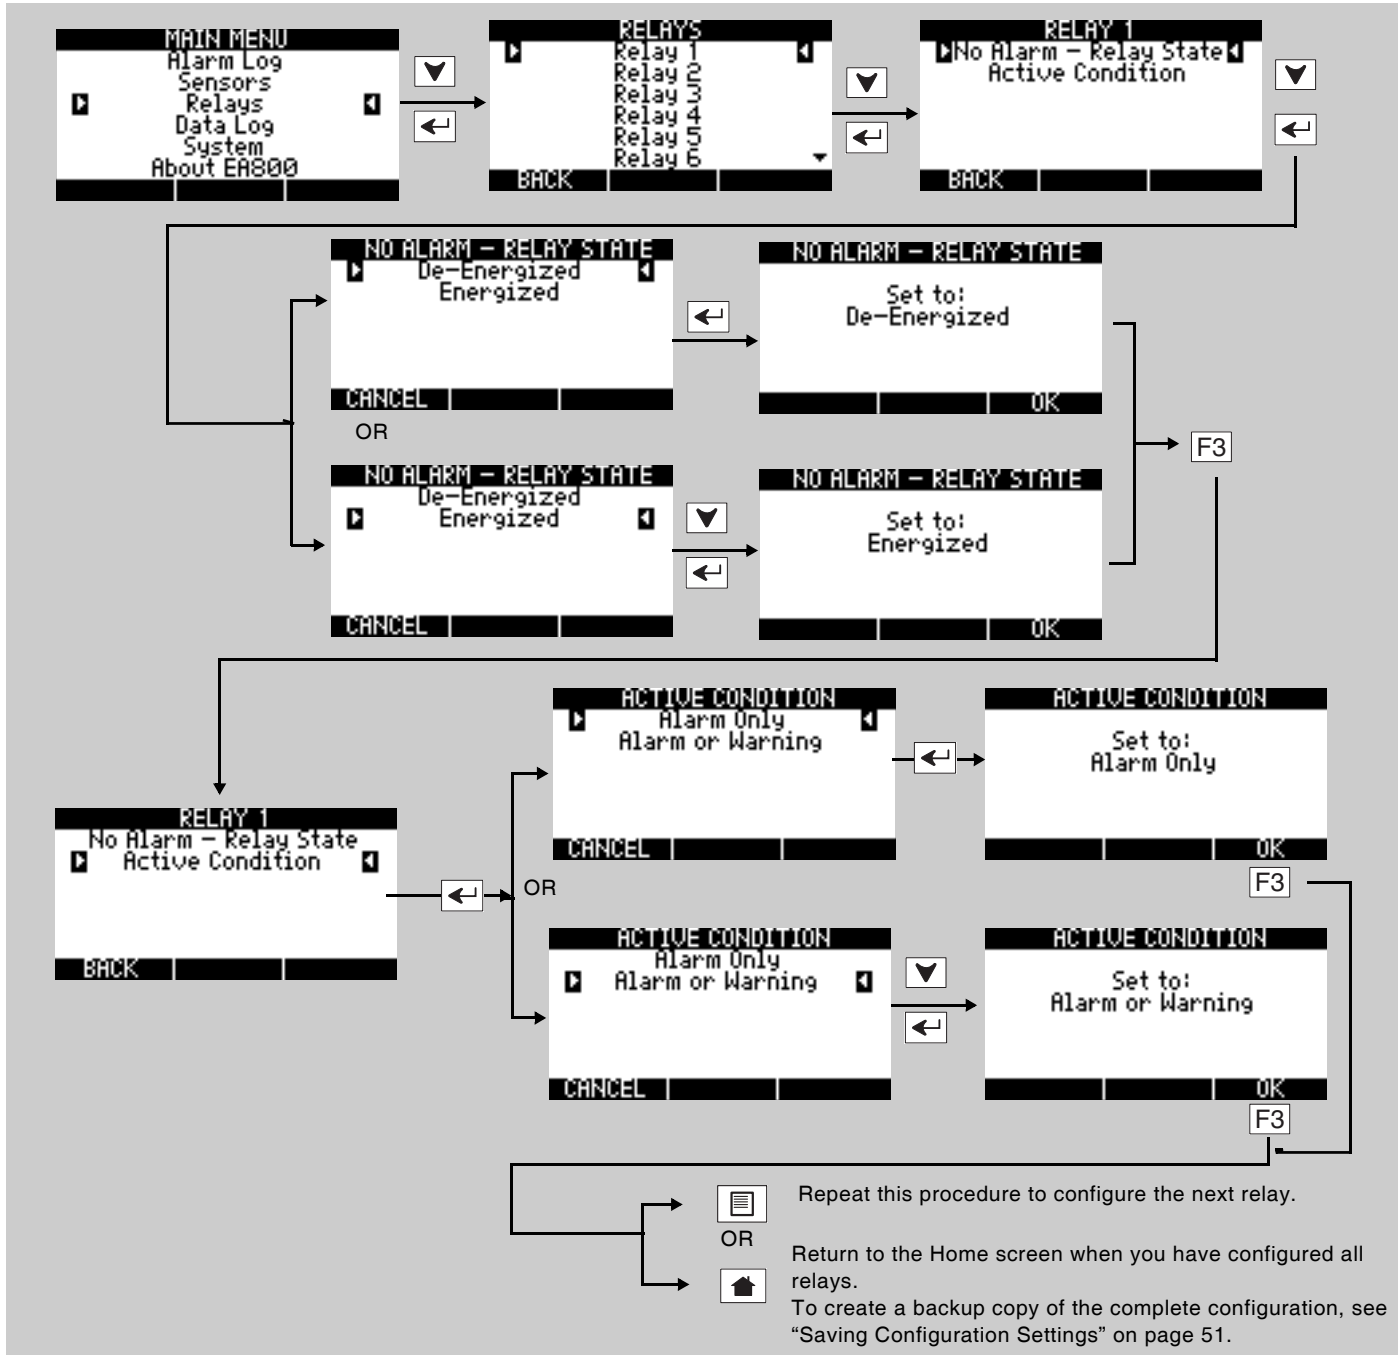 MAIN MENU
Alarm Log
Sensors
Relays
Data Log
System
About EA800
RELAYS
Relay 1
Relay 2
Relay 3
Relay 4
Relay 5
Relay 6
BACK
RELAY 1
No Alarm – Relay State
Active Condition
BACK
NO ALARM – RELAY STATE
De-Energized
Energized
CANCEL
NO ALARM – RELAY STATE
Set to:
De-Energized
OK
OR
NO ALARM – RELAY STATE
De-Energized
Energized
CANCEL
NO ALARM – RELAY STATE
Set to:
Energized
OK
F3
RELAY 1
No Alarm – Relay State
Active Condition
BACK
OR
ACTIVE CONDITION
Alarm Only
Alarm or Warning
CANCEL
ACTIVE CONDITION
Set to:
Alarm Only
OK
F3
ACTIVE CONDITION
Alarm Only
Alarm or Warning
CANCEL
ACTIVE CONDITION
Set to:
Alarm or Warning
OK
F3
Repeat this procedure to configure the next relay.
OR
Return to the Home screen when you have configured all
relays.
To create a backup copy of the complete configuration, see
“Saving Configuration Settings” on page 51.